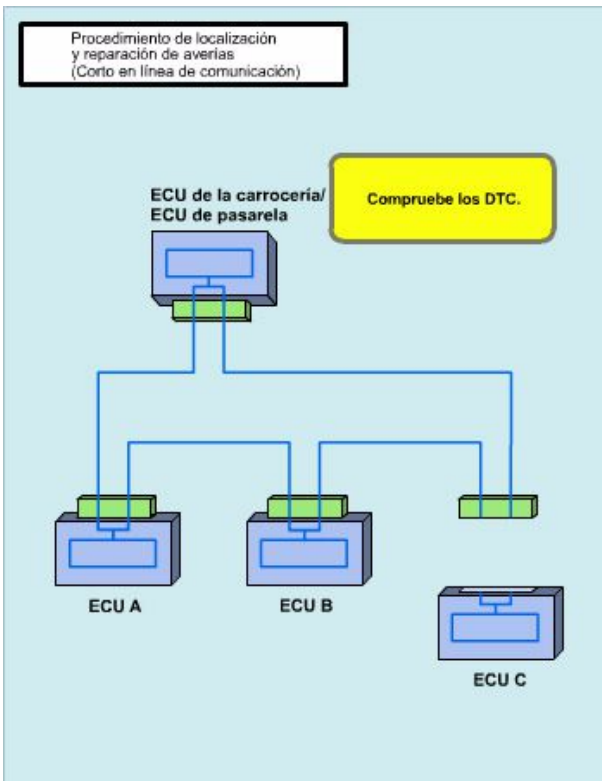 Procedimiento de localización
y reparación de averías
(Corto en línea de comunicación)
ECU de la carrocería/
ECU de pasarela
Compruebe los DTC.
ECU A
ECU B
ECU C